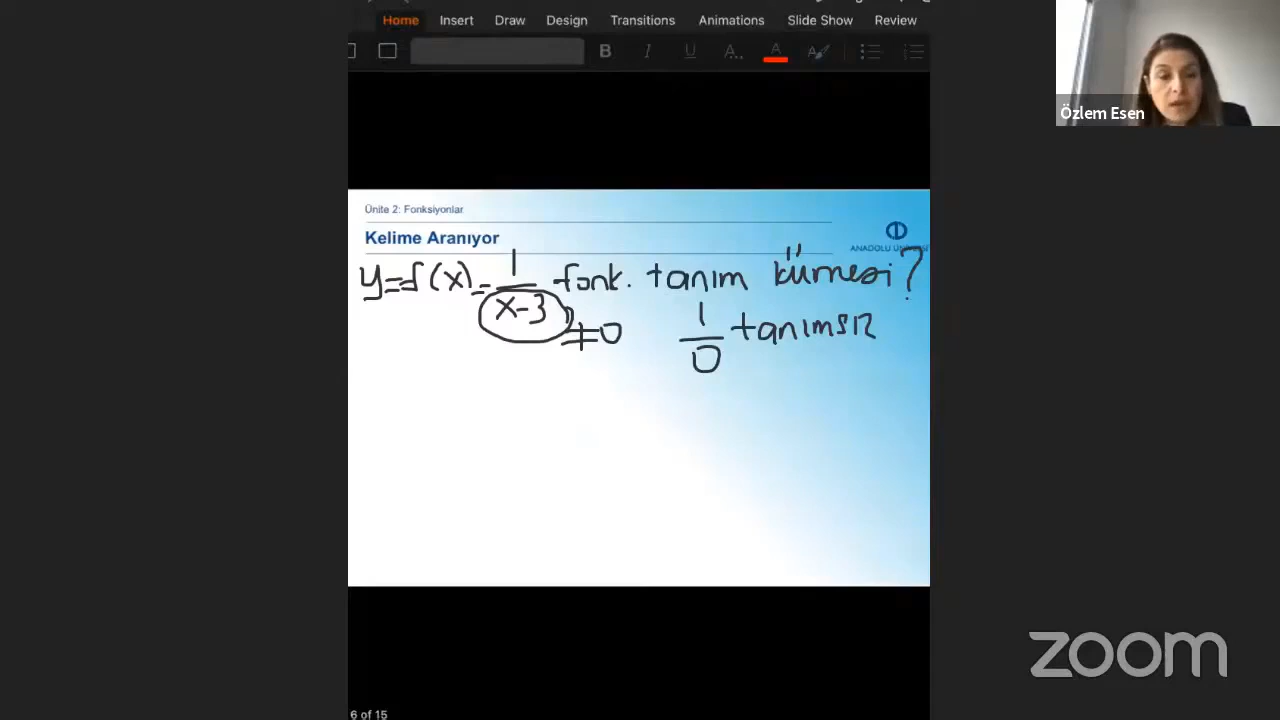 Home Insert Draw Design Transitions Animations Slide Show Review
B I U A.. A A
Özlem Esen
Ünite 2: Fonksiyonlar
Kelime Aranıyor
ANADOLU
y=f(x)=1/(x-3) fonk. tanım kümesi?
≠0 1/0 tanımsız
zoom
6 of 15